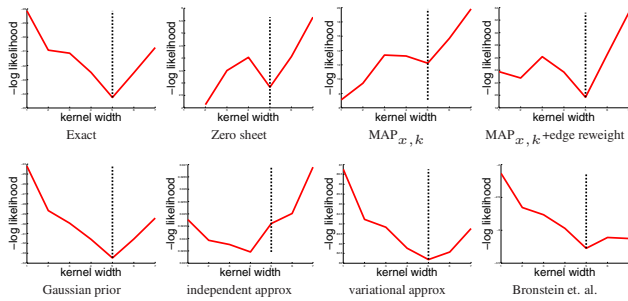 −log likelihood
kernel width
Exact
−log likelihood
kernel width
Zero sheet
−log likelihood
kernel width
MAPx,k
−log likelihood
kernel width
MAPx,k+edge reweight
−log likelihood
kernel width
Gaussian prior
−log likelihood
kernel width
independent approx
−log likelihood
kernel width
variational approx
−log likelihood
kernel width
Bronstein et. al.